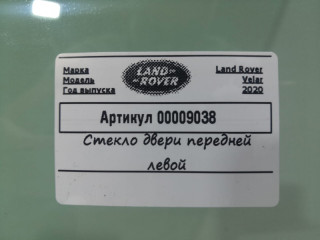 Марка LAND ROVER Land Rover
Модель Velar
Год выпуска 2020
Артикул 00009038
Стекло двери передней
левой